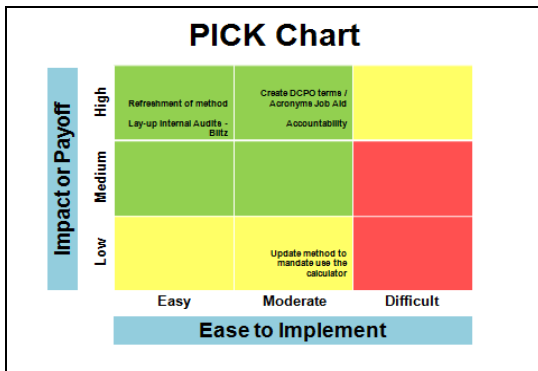 PICK Chart
Impact or Payoff
High
Refreshment of method
Lay-up Internal Audits -
Blitz
Create DCPO terms /
Acronyms Job Aid
Accountability
Medium
Low
Update method to
mandate use the
calculator
Easy
Moderate
Difficult
Ease to Implement